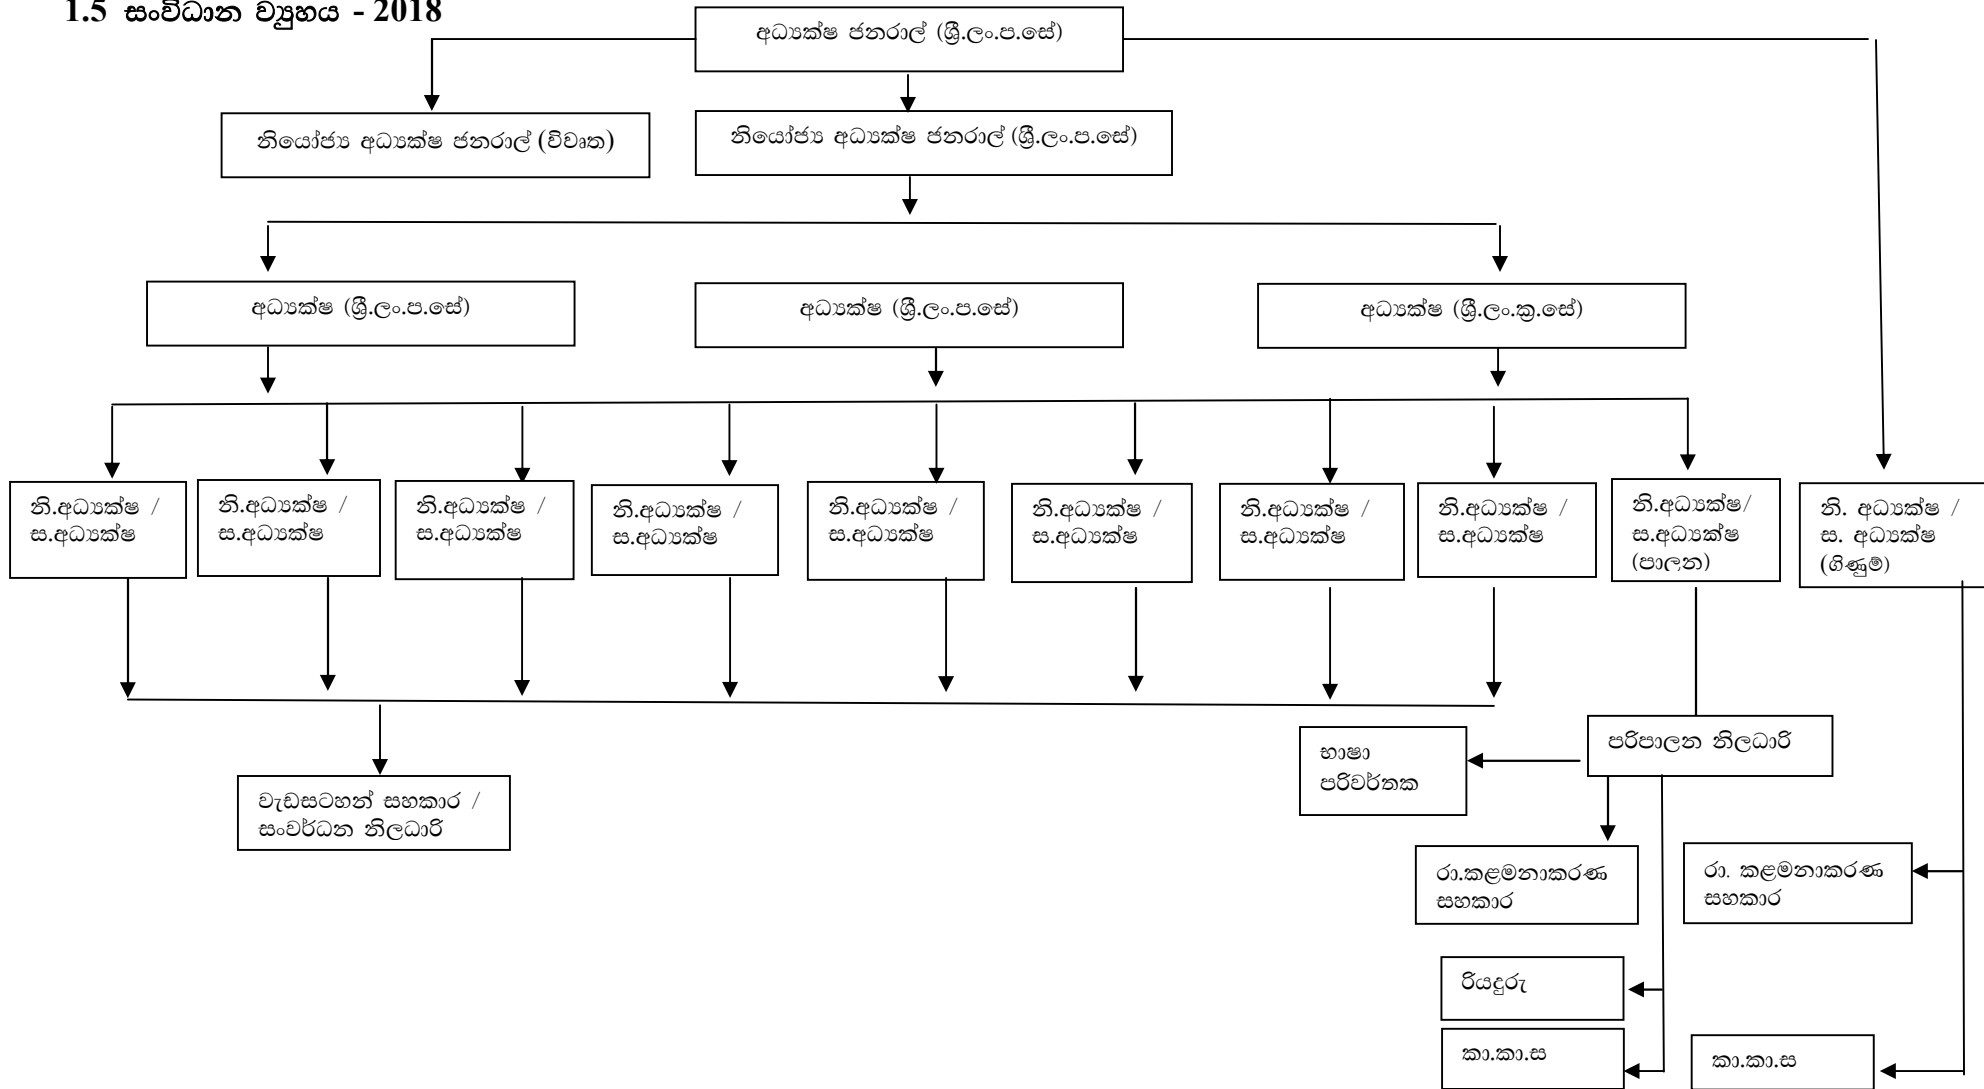 1.5 සංවිධාන ව්‍යුහය - 2018
අධ්‍යක්ෂ ජනරාල් (ශ්‍රී.ලං.ප.සේ)
නියෝජ්‍ය අධ්‍යක්ෂ ජනරාල් (විවෘත)
නියෝජ්‍ය අධ්‍යක්ෂ ජනරාල් (ශ්‍රී.ලං.ප.සේ)
අධ්‍යක්ෂ (ශ්‍රී.ලං.ප.සේ)
අධ්‍යක්ෂ (ශ්‍රී.ලං.ප.සේ)
අධ්‍යක්ෂ (ශ්‍රී.ලං.ක්‍ර.සේ)
නි.අධ්‍යක්ෂ /
ස.අධ්‍යක්ෂ
නි.අධ්‍යක්ෂ /
ස.අධ්‍යක්ෂ
නි.අධ්‍යක්ෂ /
ස.අධ්‍යක්ෂ
නි.අධ්‍යක්ෂ /
ස.අධ්‍යක්ෂ
නි.අධ්‍යක්ෂ /
ස.අධ්‍යක්ෂ
නි.අධ්‍යක්ෂ /
ස.අධ්‍යක්ෂ
නි.අධ්‍යක්ෂ /
ස.අධ්‍යක්ෂ
නි.අධ්‍යක්ෂ /
ස.අධ්‍යක්ෂ
නි.අධ්‍යක්ෂ/
ස.අධ්‍යක්ෂ
(පාලන)
නි. අධ්‍යක්ෂ /
ස. අධ්‍යක්ෂ
(ගිණුම්)
පරිපාලන නිලධාරි
භාෂා
පරිවර්තක
වැඩසටහන් සහකාර /
සංවර්ධන නිලධාරි
රා.කළමනාකරණ
සහකාර
රා. කළමනාකරණ
සහකාර
රියදුරු
කා.කා.ස
කා.කා.ස